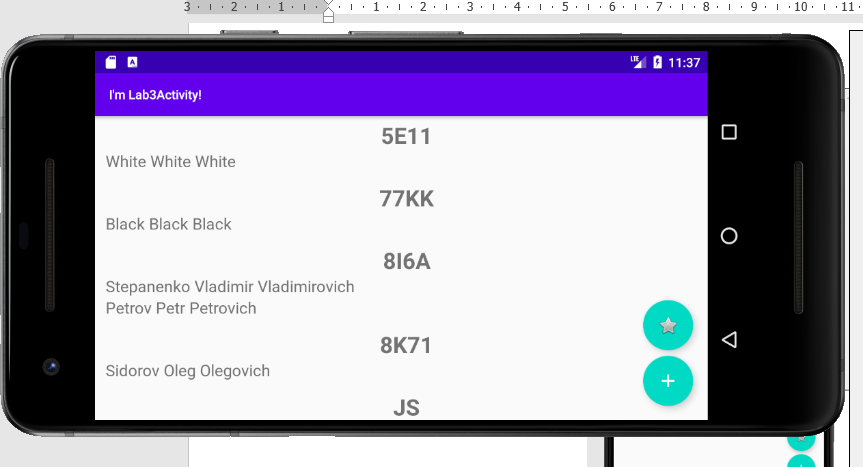 3 2 1 1 2 3 4 5 6 7 8 9 10 11
LTE 11:37
I'm Lab3Activity!
5E11
White White White
77KK
Black Black Black
8I6A
Stepanenko Vladimir Vladimirovich
Petrov Petr Petrovich
8K71
Sidorov Oleg Olegovich
JS